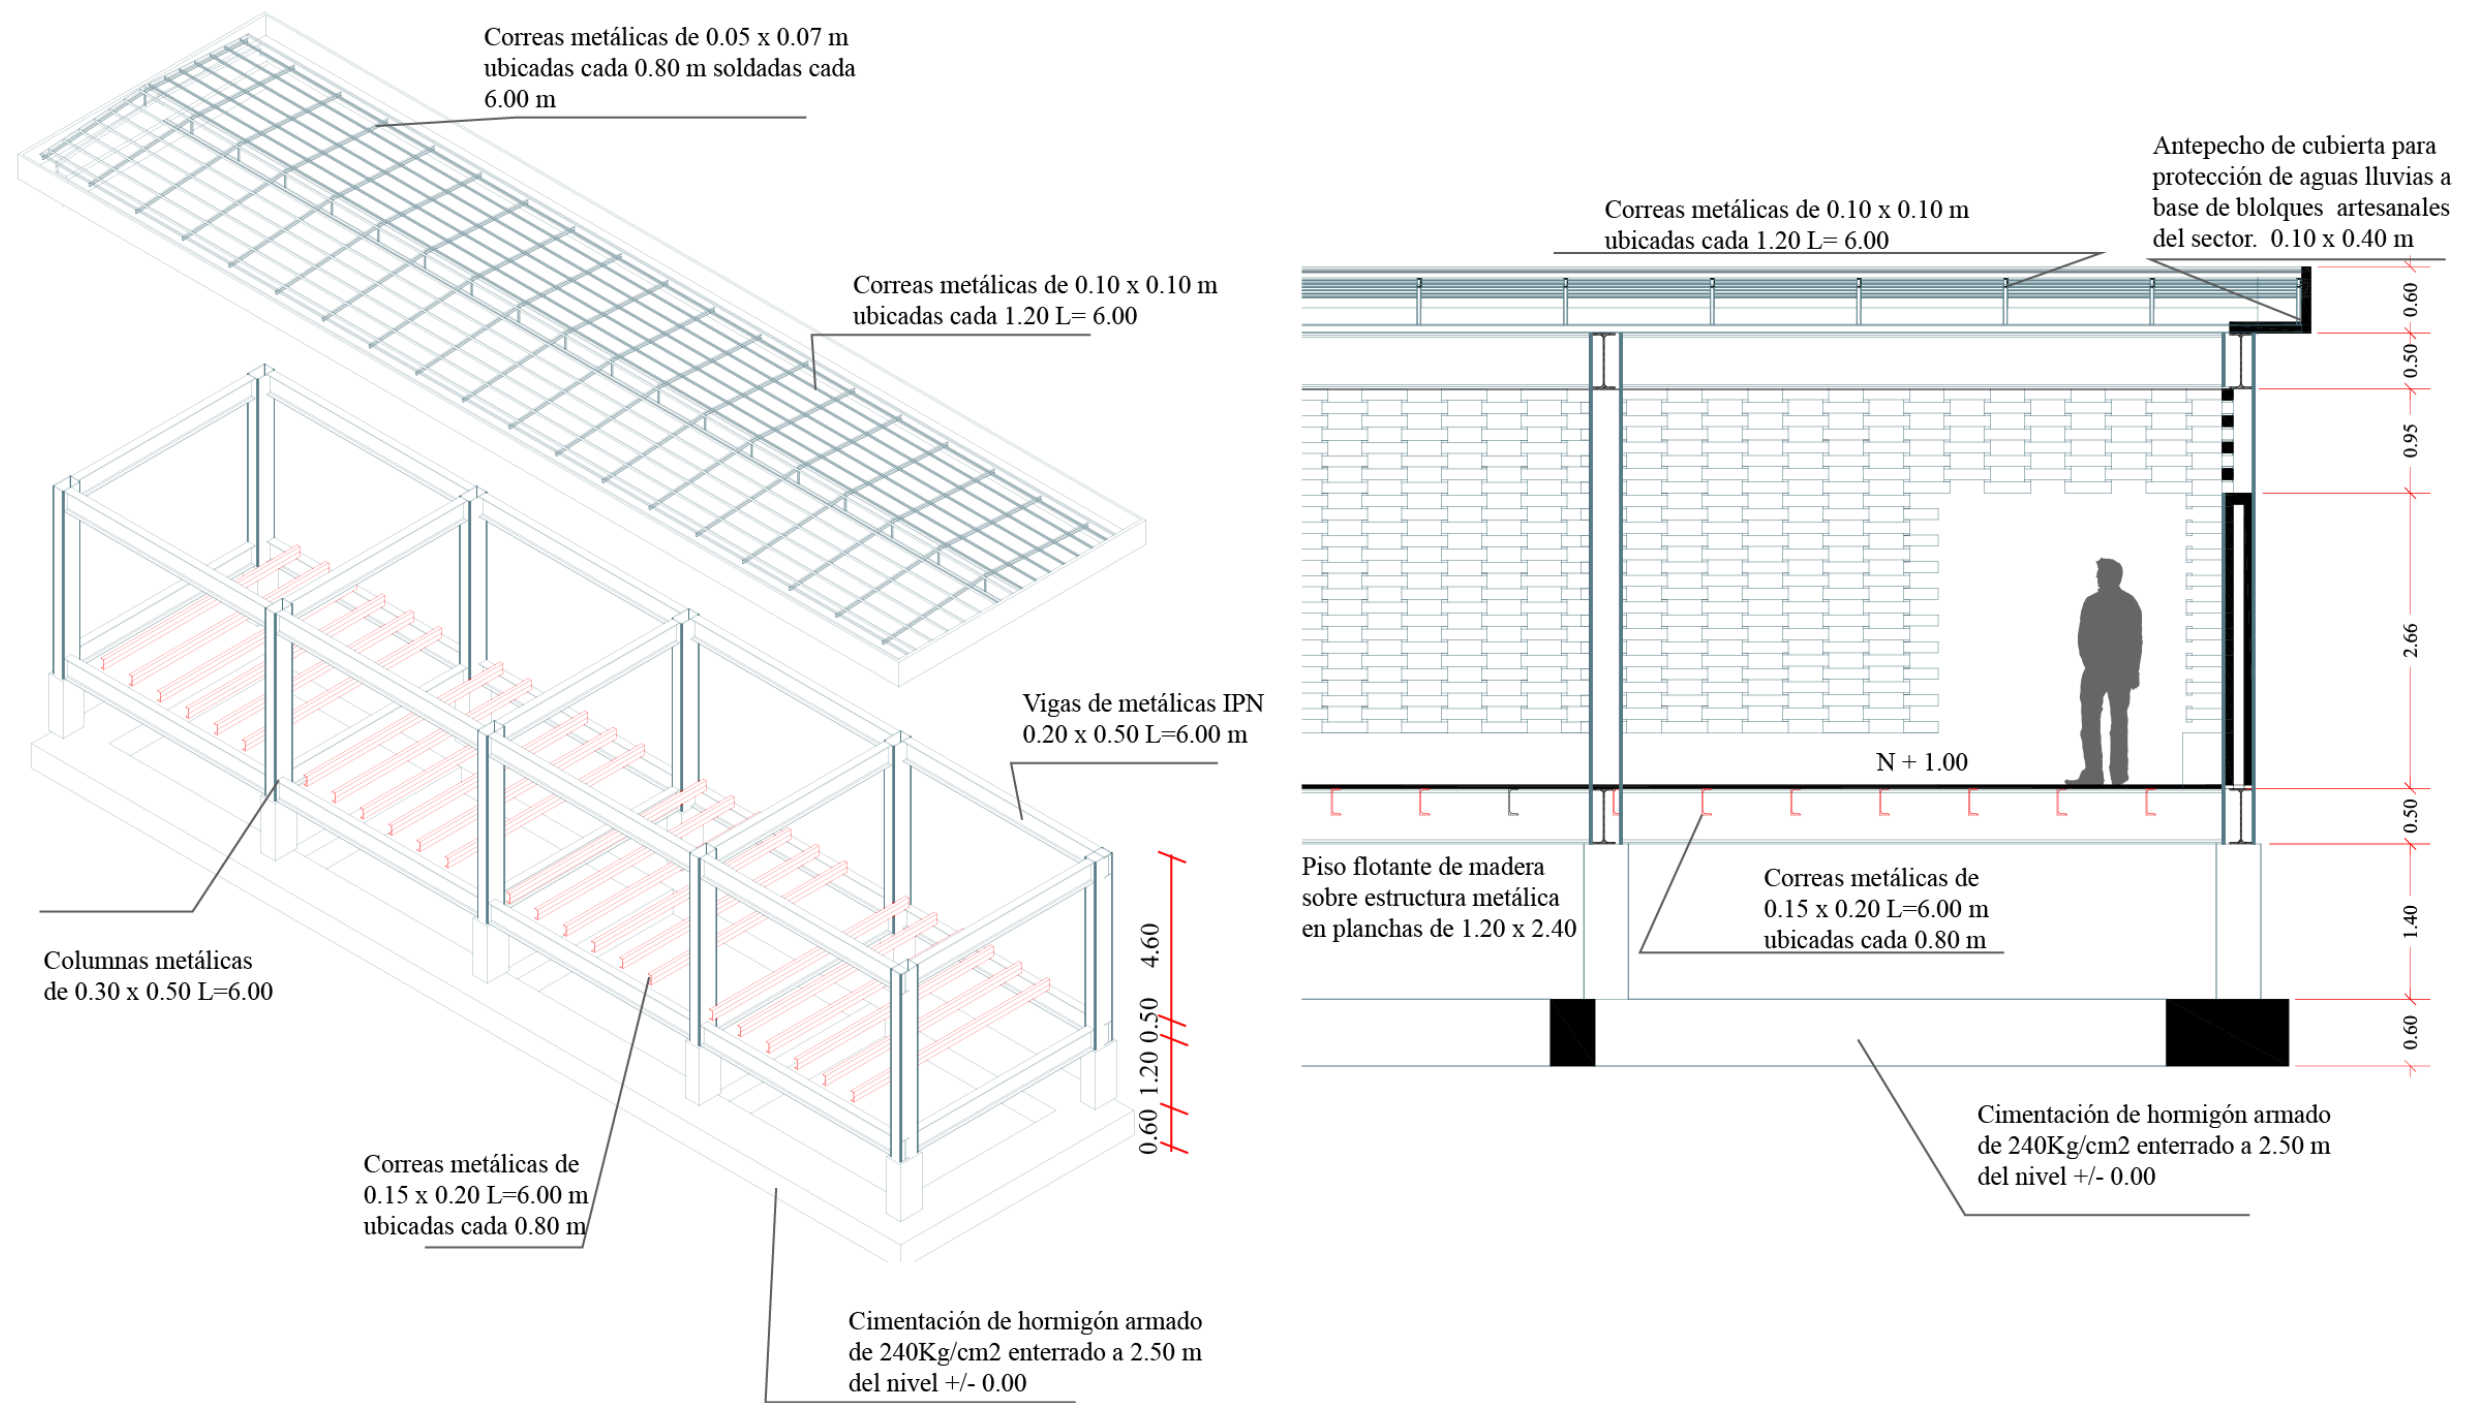 Correas metálicas de 0.05 x 0.07 m
ubicadas cada 0.80 m soldadas cada
6.00 m
Correas metálicas de 0.10 x 0.10 m
ubicadas cada 1.20 L= 6.00
Vigas de metálicas IPN
0.20 x 0.50 L=6.00 m
Columnas metálicas
de 0.30 x 0.50 L=6.00
4.60
0.50
1.20
0.60
Correas metálicas de
0.15 x 0.20 L=6.00 m
ubicadas cada 0.80 m
Cimentación de hormigón armado
de 240Kg/cm2 enterrado a 2.50 m
del nivel +/- 0.00
Antepecho de cubierta para
protección de aguas lluvias a
base de blolques artesanales
del sector. 0.10 x 0.40 m
Correas metálicas de 0.10 x 0.10 m
ubicadas cada 1.20 L= 6.00
0.60
0.50
0.95
2.66
0.50
1.40
0.60
N + 1.00
Piso flotante de madera
sobre estructura metálica
en planchas de 1.20 x 2.40
Correas metálicas de
0.15 x 0.20 L=6.00 m
ubicadas cada 0.80 m
Cimentación de hormigón armado
de 240Kg/cm2 enterrado a 2.50 m
del nivel +/- 0.00